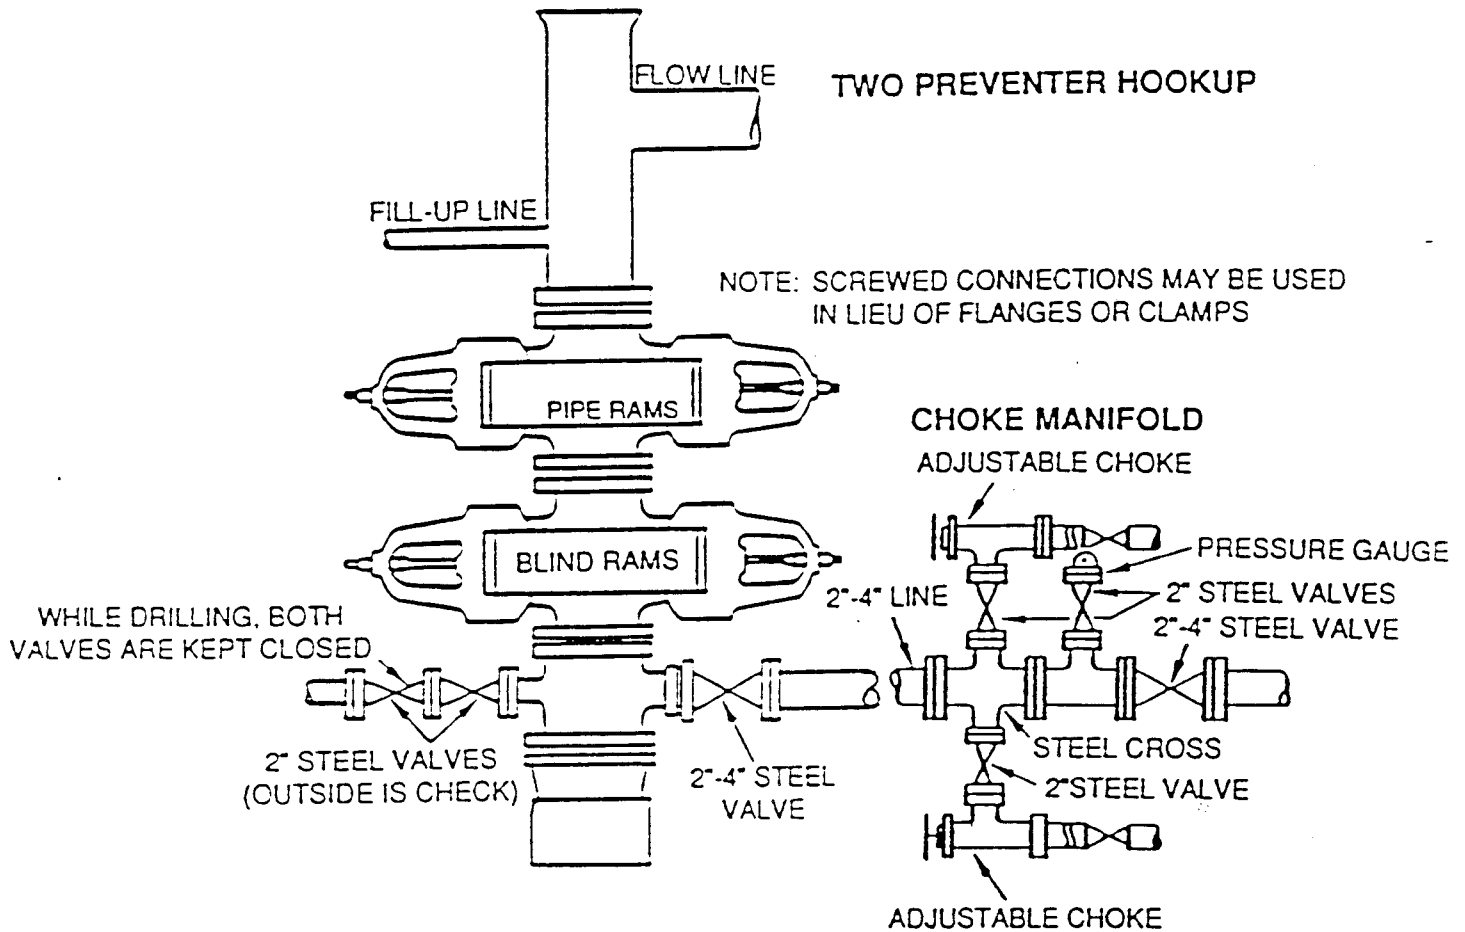 FLOW LINE
TWO PREVENTER HOOKUP
FILL-UP LINE
NOTE: SCREWED CONNECTIONS MAY BE USED
IN LIEU OF FLANGES OR CLAMPS
PIPE RAMS
CHOKE MANIFOLD
ADJUSTABLE CHOKE
BLIND RAMS
PRESSURE GAUGE
2"-4" LINE
2" STEEL VALVES
2"-4" STEEL VALVE
WHILE DRILLING, BOTH
VALVES ARE KEPT CLOSED
2" STEEL VALVES
(OUTSIDE IS CHECK)
2"-4" STEEL
VALVE
STEEL CROSS
2"STEEL VALVE
ADJUSTABLE CHOKE